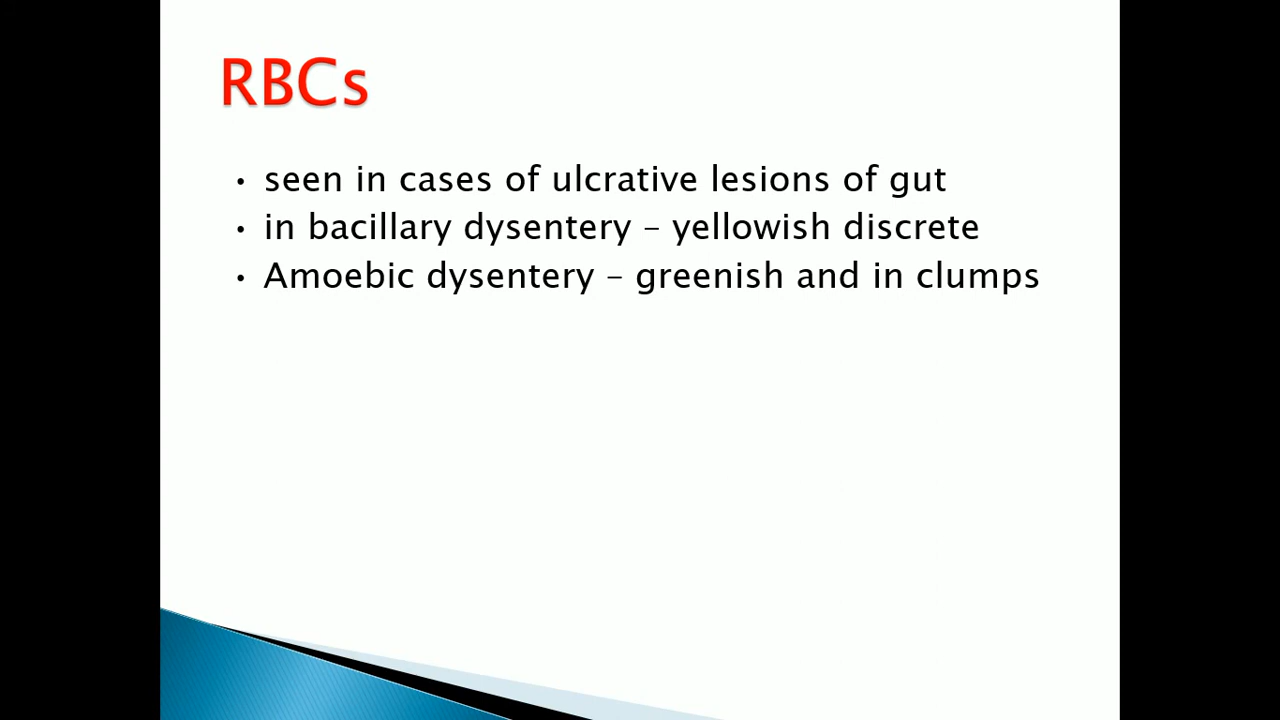 RBCs
• seen in cases of ulcrative lesions of gut
• in bacillary dysentery – yellowish discrete
• Amoebic dysentery – greenish and in clumps